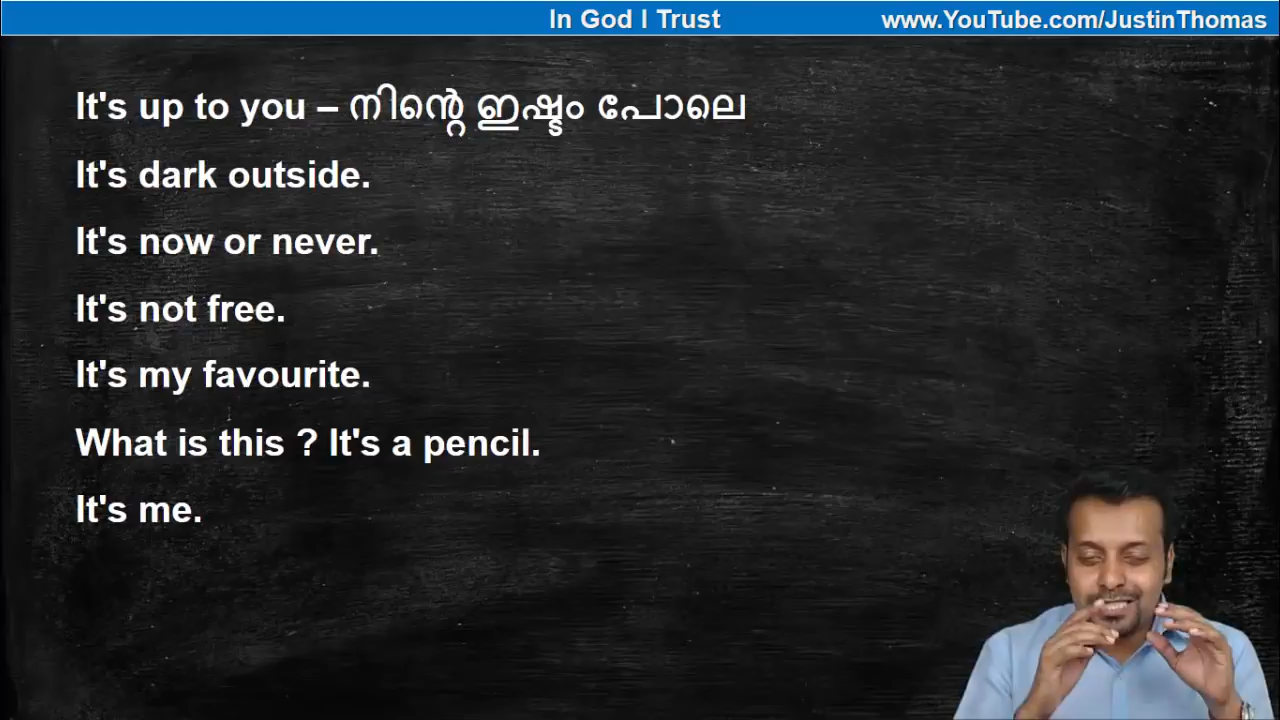 In God I Trust
www.YouTube.com/JustinThomas
It's up to you – നിന്റെ ഇഷ്ടം പോലെ
It's dark outside.
It's now or never.
It's not free.
It's my favourite.
What is this ? It's a pencil.
It's me.